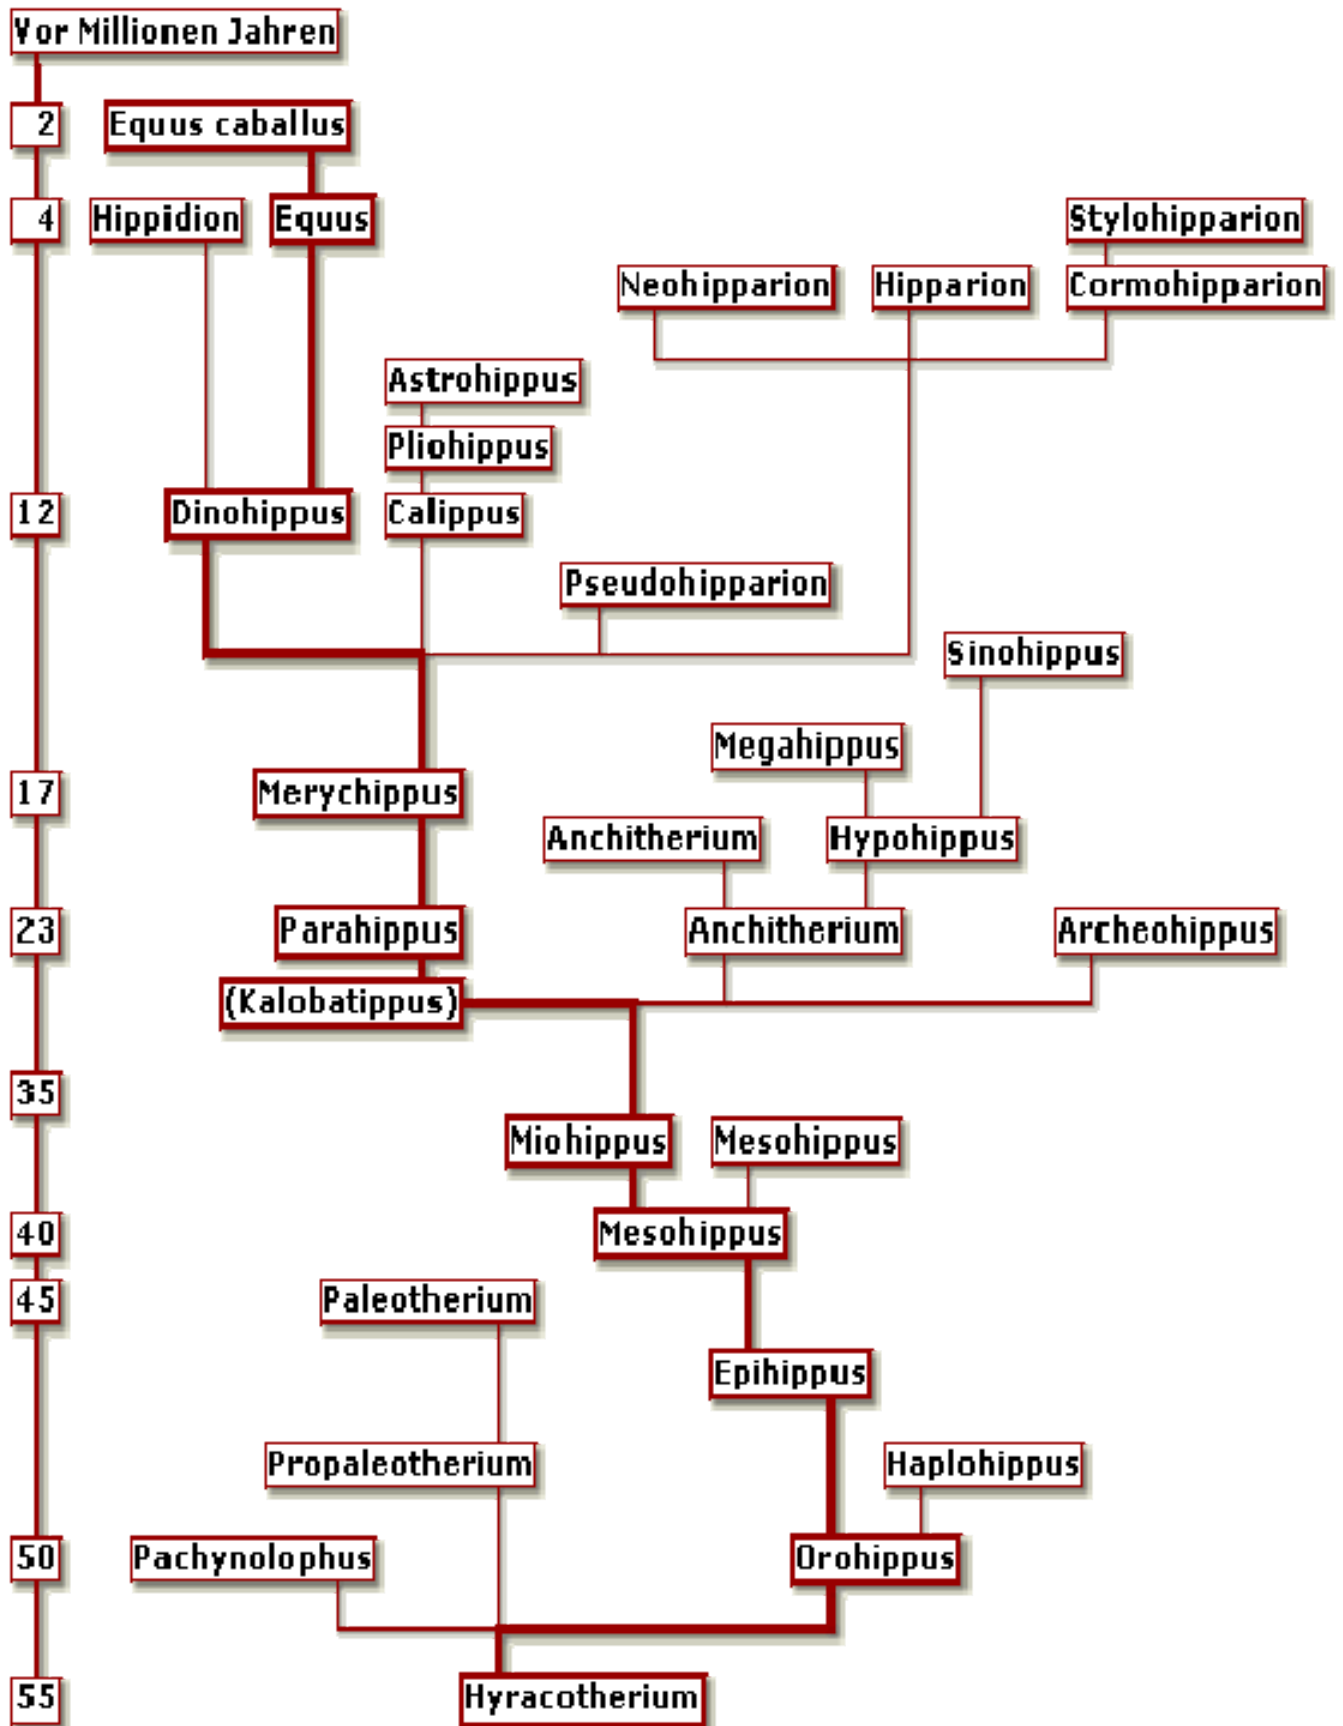 Vor Millionen Jahren
2
Equus caballus
4
Hippidion
Equus
Stylohipparion
Neohipparion
Hipparion
Cormohipparion
Astrohippus
Pliohippus
12
Dinohippus
Calippus
Pseudohipparion
Sinohippus
Megahippus
17
Merychippus
Anchitherium
Hypohippus
23
Parahippus
Anchitherium
Archeohippus
(Kalobatippus)
35
Miohippus
Mesohippus
40
Mesohippus
45
Paleotherium
Epihippus
Propaleotherium
Haplohippus
50
Pachynolophus
Orohippus
55
Hyracotherium